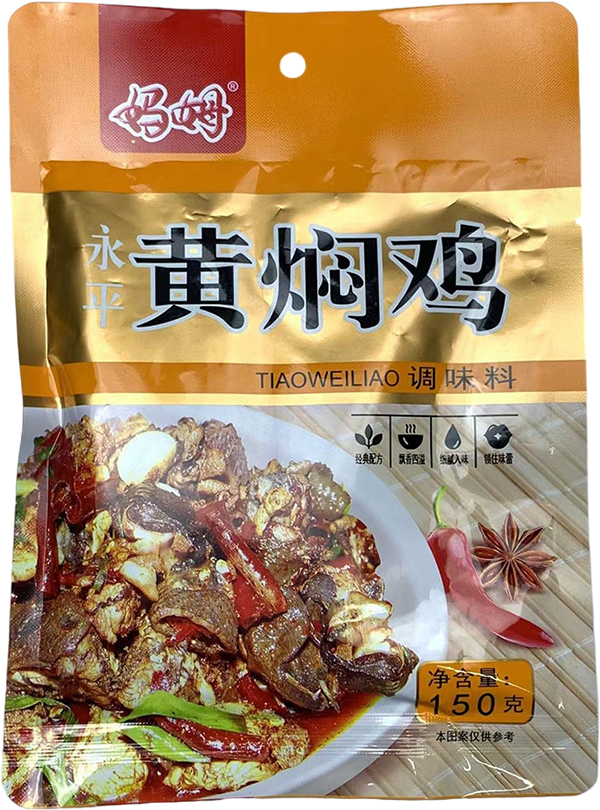 妈姆®
永平
黄焖鸡
TIAOWEILIAO 调味料
经典配方 飘香四溢 细腻入味 锁住味蕾
净含量:
150克
本图案仅供参考